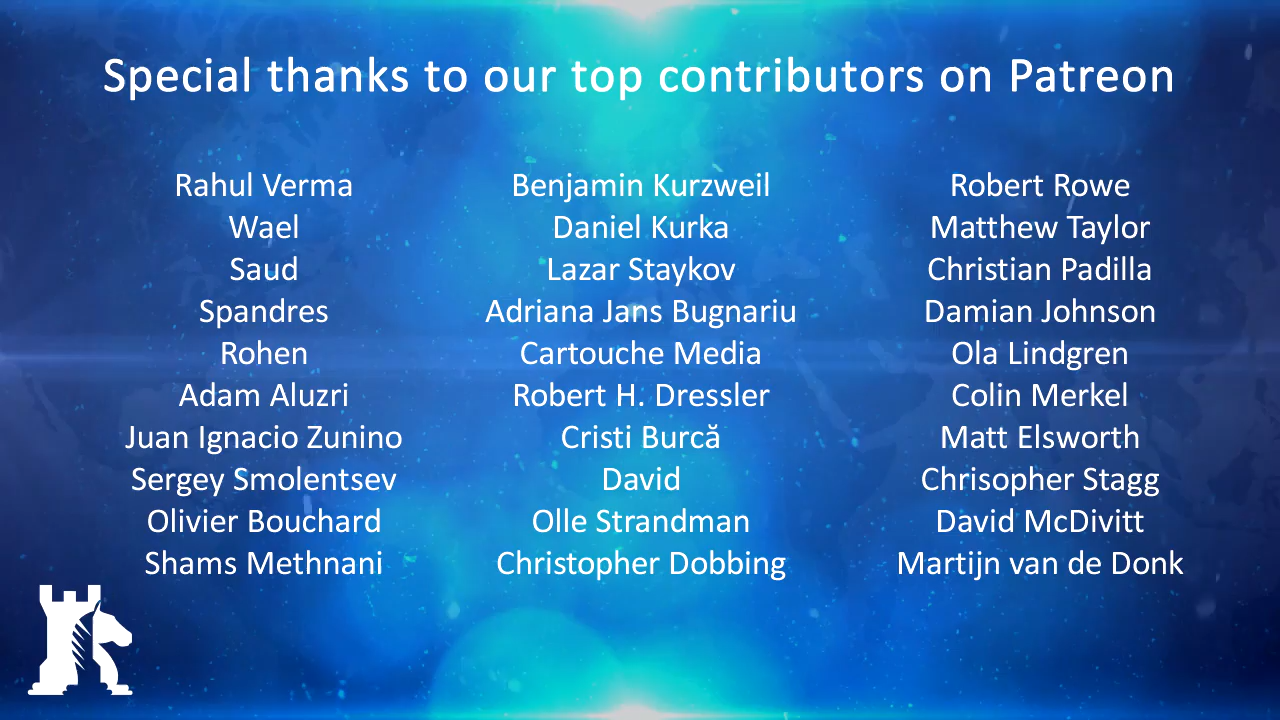 Special thanks to our top contributors on Patreon
Rahul Verma
Wael
Saud
Spandres
Rohen
Adam Aluzri
Juan Ignacio Zunino
Sergey Smolentsev
Olivier Bouchard
Shams Methnani
Benjamin Kurzweil
Daniel Kurka
Lazar Staykov
Adriana Jans Bugnariu
Cartouche Media
Robert H. Dressler
Cristi Burcă
David
Olle Strandman
Christopher Dobbing
Robert Rowe
Matthew Taylor
Christian Padilla
Damian Johnson
Ola Lindgren
Colin Merkel
Matt Elsworth
Chrisopher Stagg
David McDivitt
Martijn van de Donk